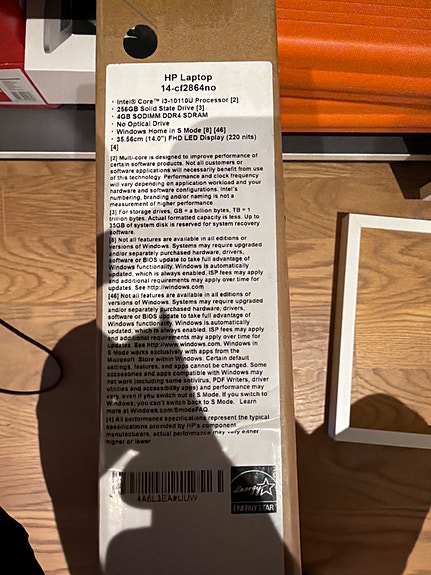 HP Laptop
14-cf2864no
· Intel® Core™ i3-10110U Processor [2]
· 256GB Solid State Drive [3]
· 4GB SODIMM DDR4 SDRAM
· No Optical Drive
· Windows Home in S Mode [8] [46]
· 35.56cm (14.0") FHD LED Display (220 nits)
[4]
[2] Multi-core is designed to improve performance of
certain software products. Not all customers or
software applications will necessarily benefit from use
of this technology. Performance and clock frequency
will vary depending on application workload and your
hardware and software configurations. Intel's
numbering, branding and/or naming is not a
measurement of higher performance.
[3] For storage drives, GB = a billion bytes, TB = 1
trillion bytes. Actual formatted capacity is less. Up to
35GB of system disk is reserved for system recovery
software.
[8] Not all features are available in all editions or
versions of Windows. Systems may require upgraded
and/or separately purchased hardware, drivers,
software or BIOS update to take full advantage of
Windows functionality. Windows is automatically
updated, which is always enabled. ISP fees may apply
and additional requirements may apply over time for
updates. See http://windows.com
[46] Not all features are available in all editions or
versions of Windows. Systems may require upgraded
and/or separately purchased hardware, drivers,
software or BIOS update to take full advantage of
Windows functionality. Windows is automatically
updated, which is always enabled. ISP fees may apply
and additional requirements may apply over time for
updates. See http://www.windows.com. Windows in
S Mode works exclusively with apps from the
Microsoft Store within Windows. Certain default
settings, features, and apps cannot be changed. Some
accessories and apps compatible with Windows may
not work (including some antivirus, PDF Writers, driver
utilities and accessibility apps) and performance may
vary, even if you switch out of S Mode. If you switch to
Windows, you can't switch back to S Mode. Learn
more at Windows.com/SmodeFAQ.
[4] All performance specifications represent the typical
specifications provided by HP's component
manufacturers; actual performance may vary either
higher or lower
4A6L3EA#UUW
energy
ENERGY STAR